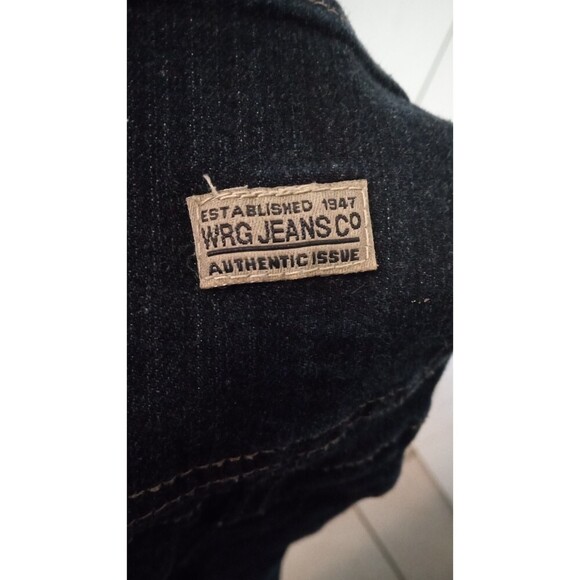 ESTABLISHED 1947
WRG JEANS CO
AUTHENTIC ISSUE